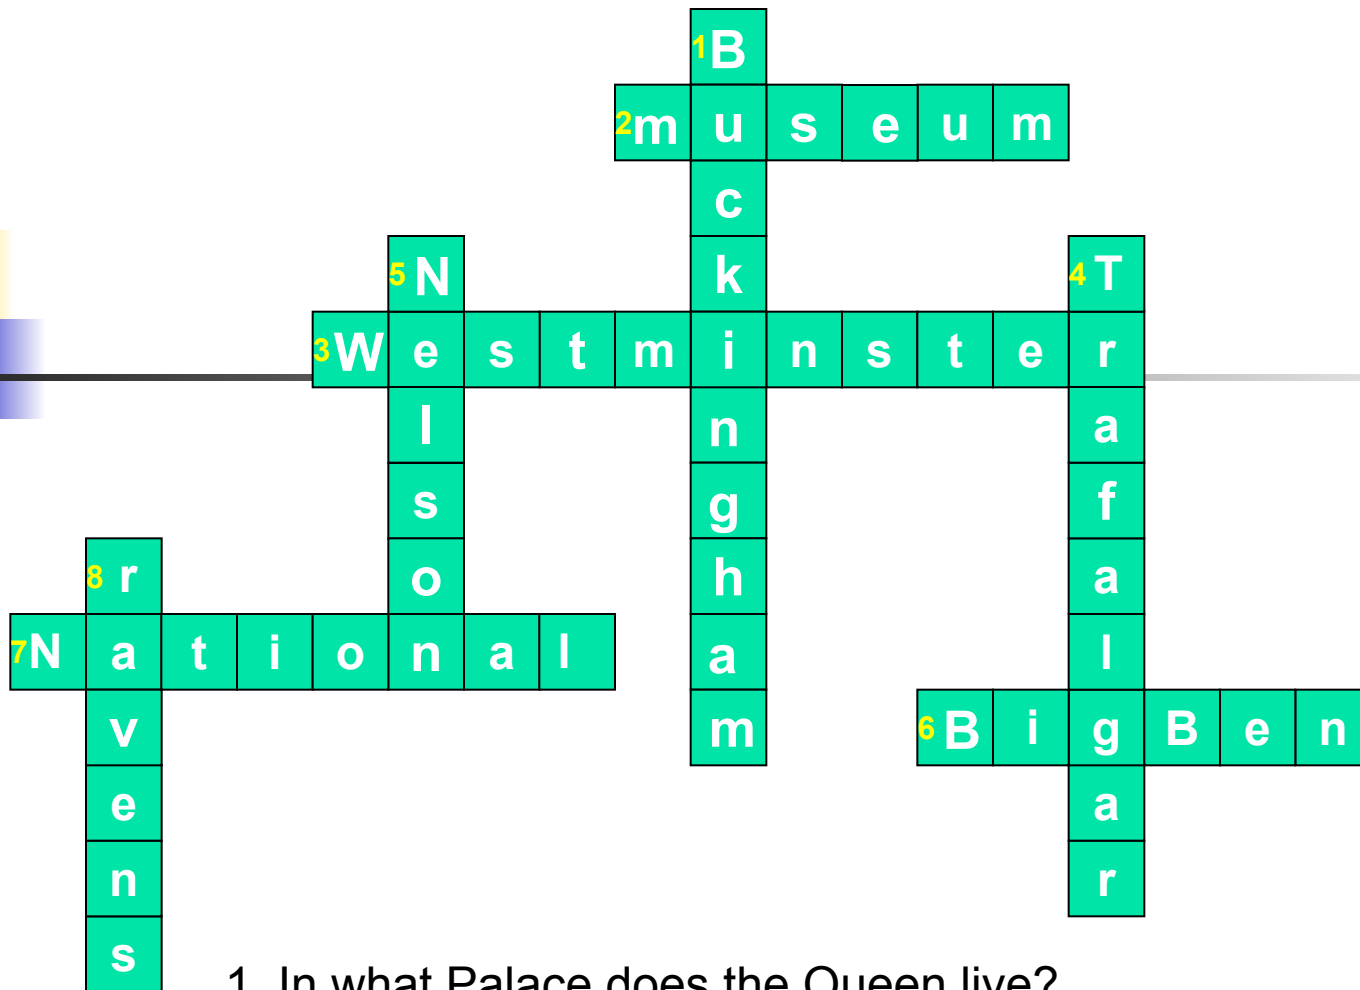 1 B
2 m u s e u m
c
5 N k 4 T
3 W e s t m i n s t e r
l n a
s g f
8 r o h a
7 N a t i o n a l a l
v m 6 B i g B e n
e a
n r
s
1. In what Palace does the Queen live?